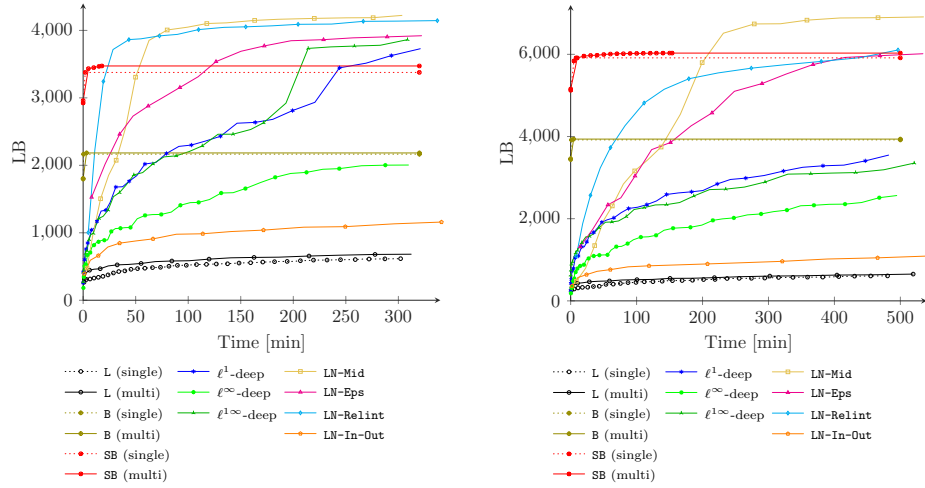 4,000
3,000
2,000
1,000
0
LB
0
50
100
150
200
250
300
Time [min]
L (single)
L (multi)
B (single)
B (multi)
SB (single)
SB (multi)
ℓ¹-deep
ℓ∞-deep
ℓ¹∞-deep
LN-Mid
LN-Eps
LN-Relint
LN-In-Out
6,000
4,000
2,000
0
LB
0
100
200
300
400
500
Time [min]
L (single)
L (multi)
B (single)
B (multi)
SB (single)
SB (multi)
ℓ¹-deep
ℓ∞-deep
ℓ¹∞-deep
LN-Mid
LN-Eps
LN-Relint
LN-In-Out